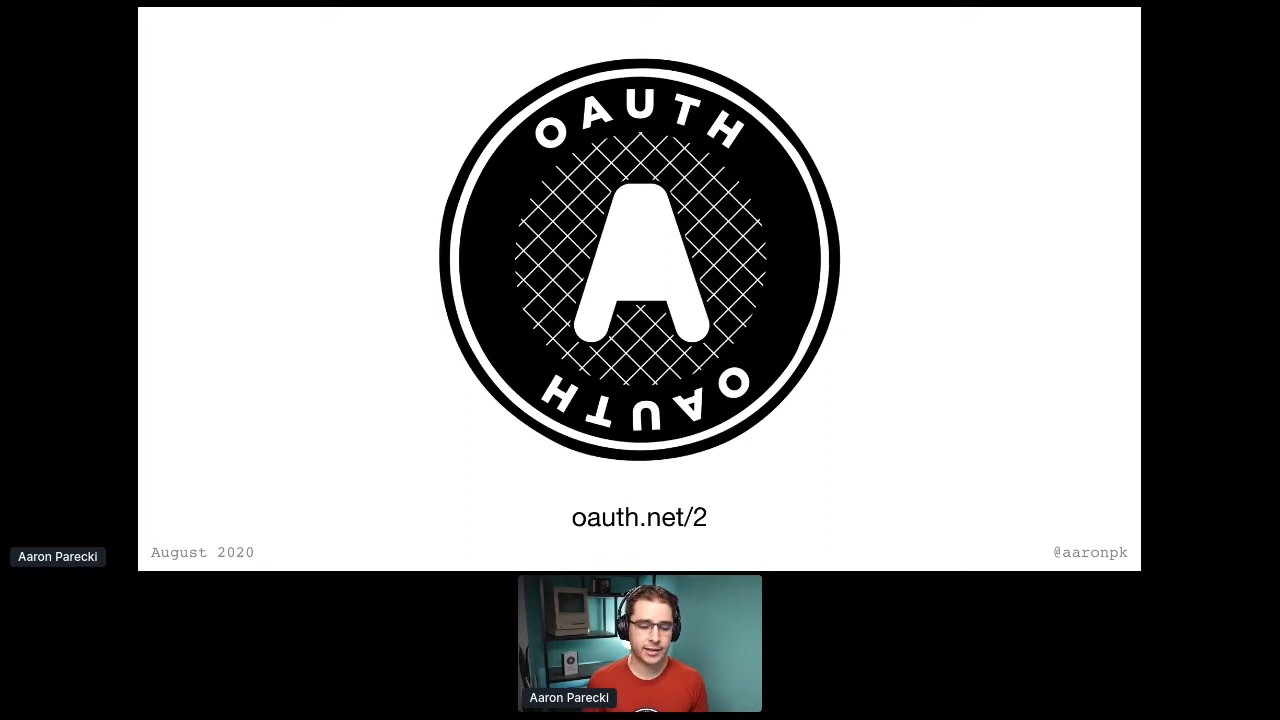 OAUTH
A
OAUTH
oauth.net/2
August 2020
@aaronpk
Aaron Parecki
Aaron Parecki